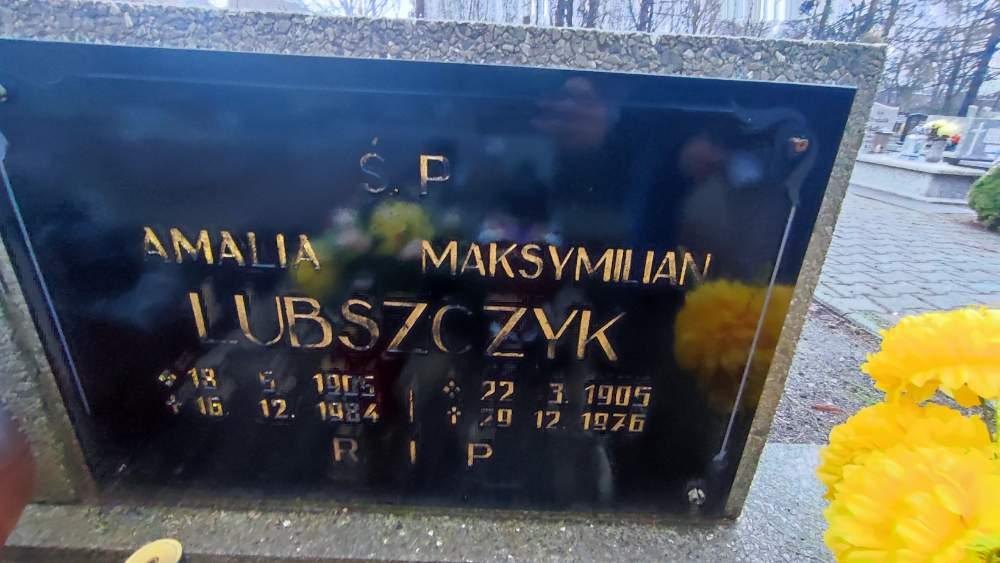 Ś. P
AMALIA MAKSYMILIAN
LUBSZCZYK
18 5. 1905 | 22 3. 1905
† 16. 12. 1984 | † 29 12. 1976
R I P